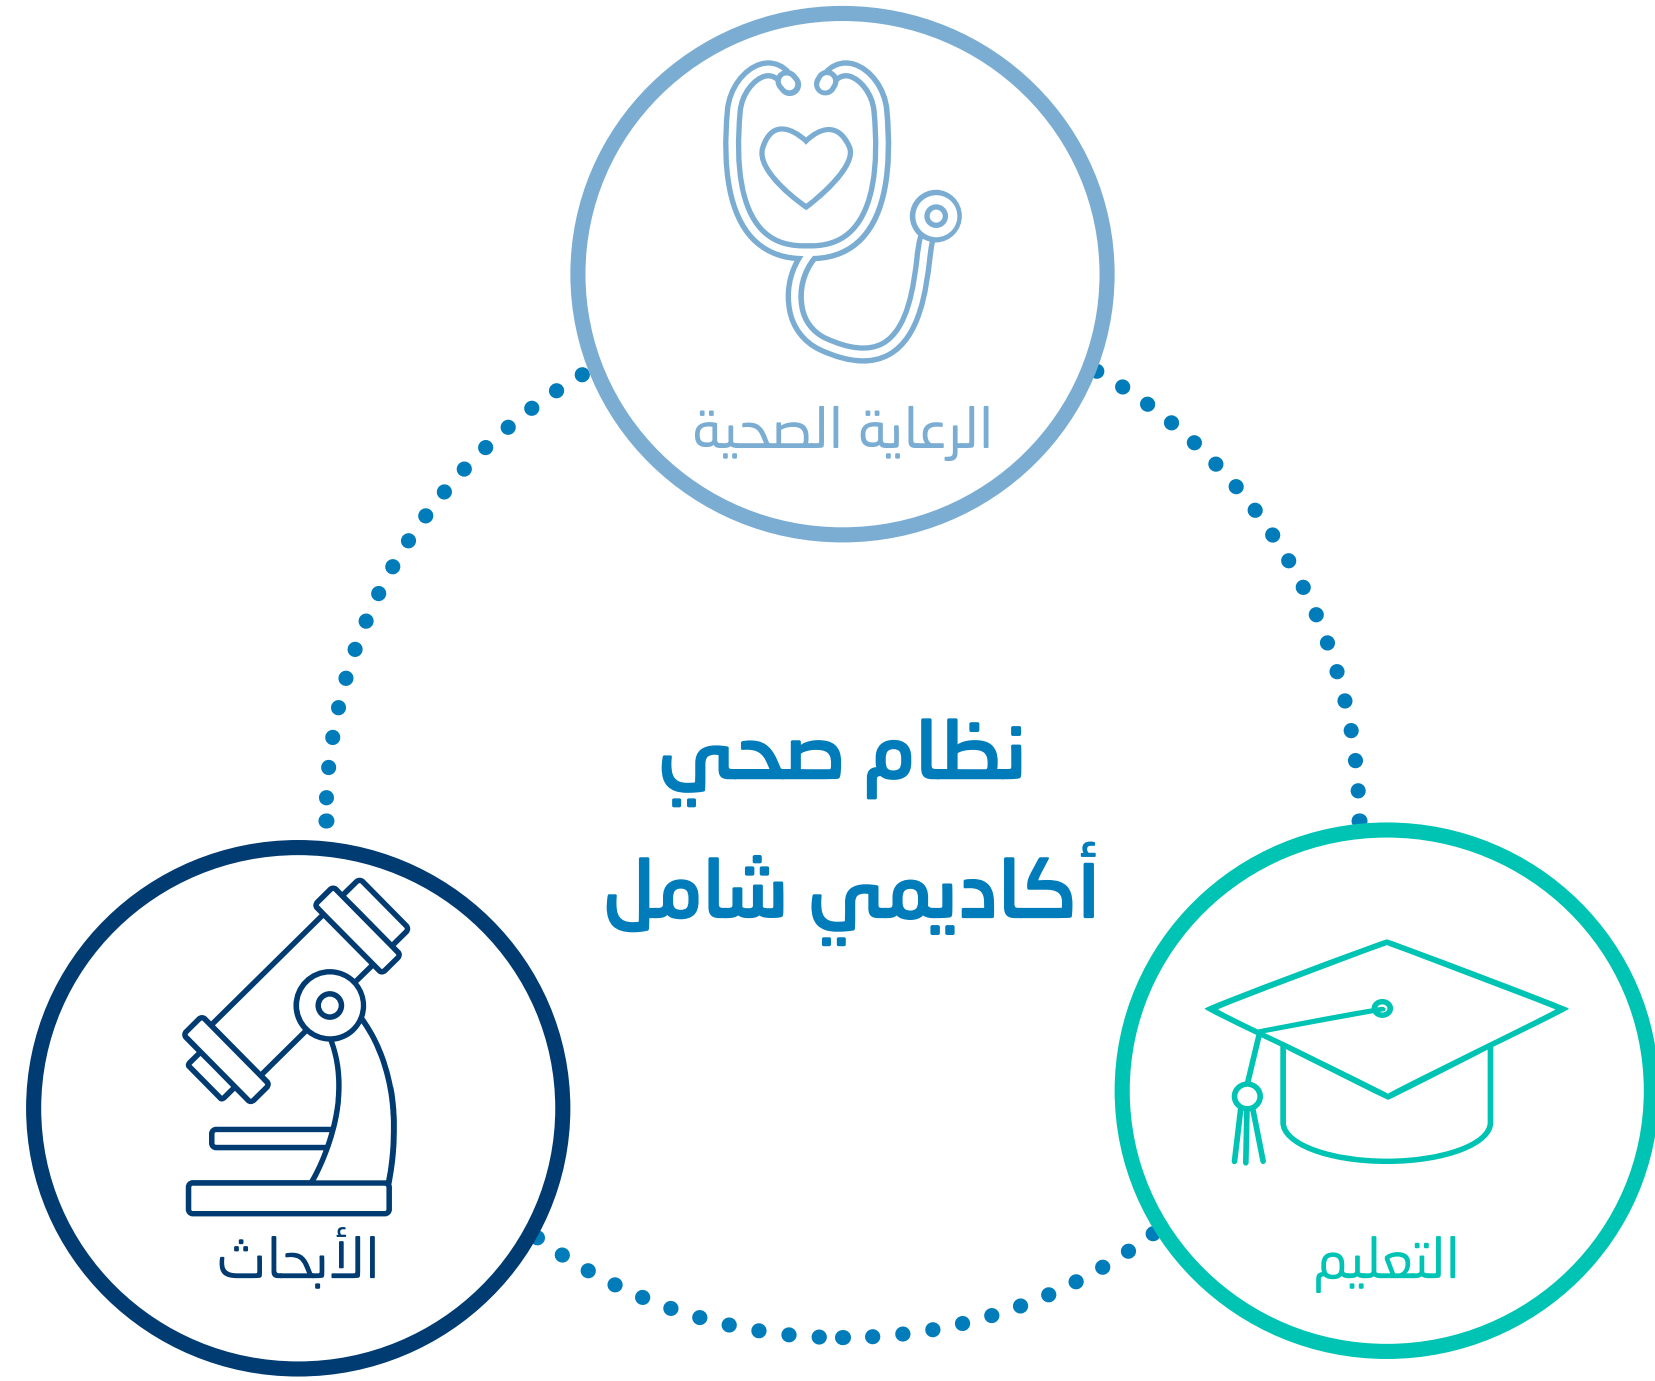 الرعاية الصحية
نظام صحي
أكاديمي شامل
التعليم
الأبحاث